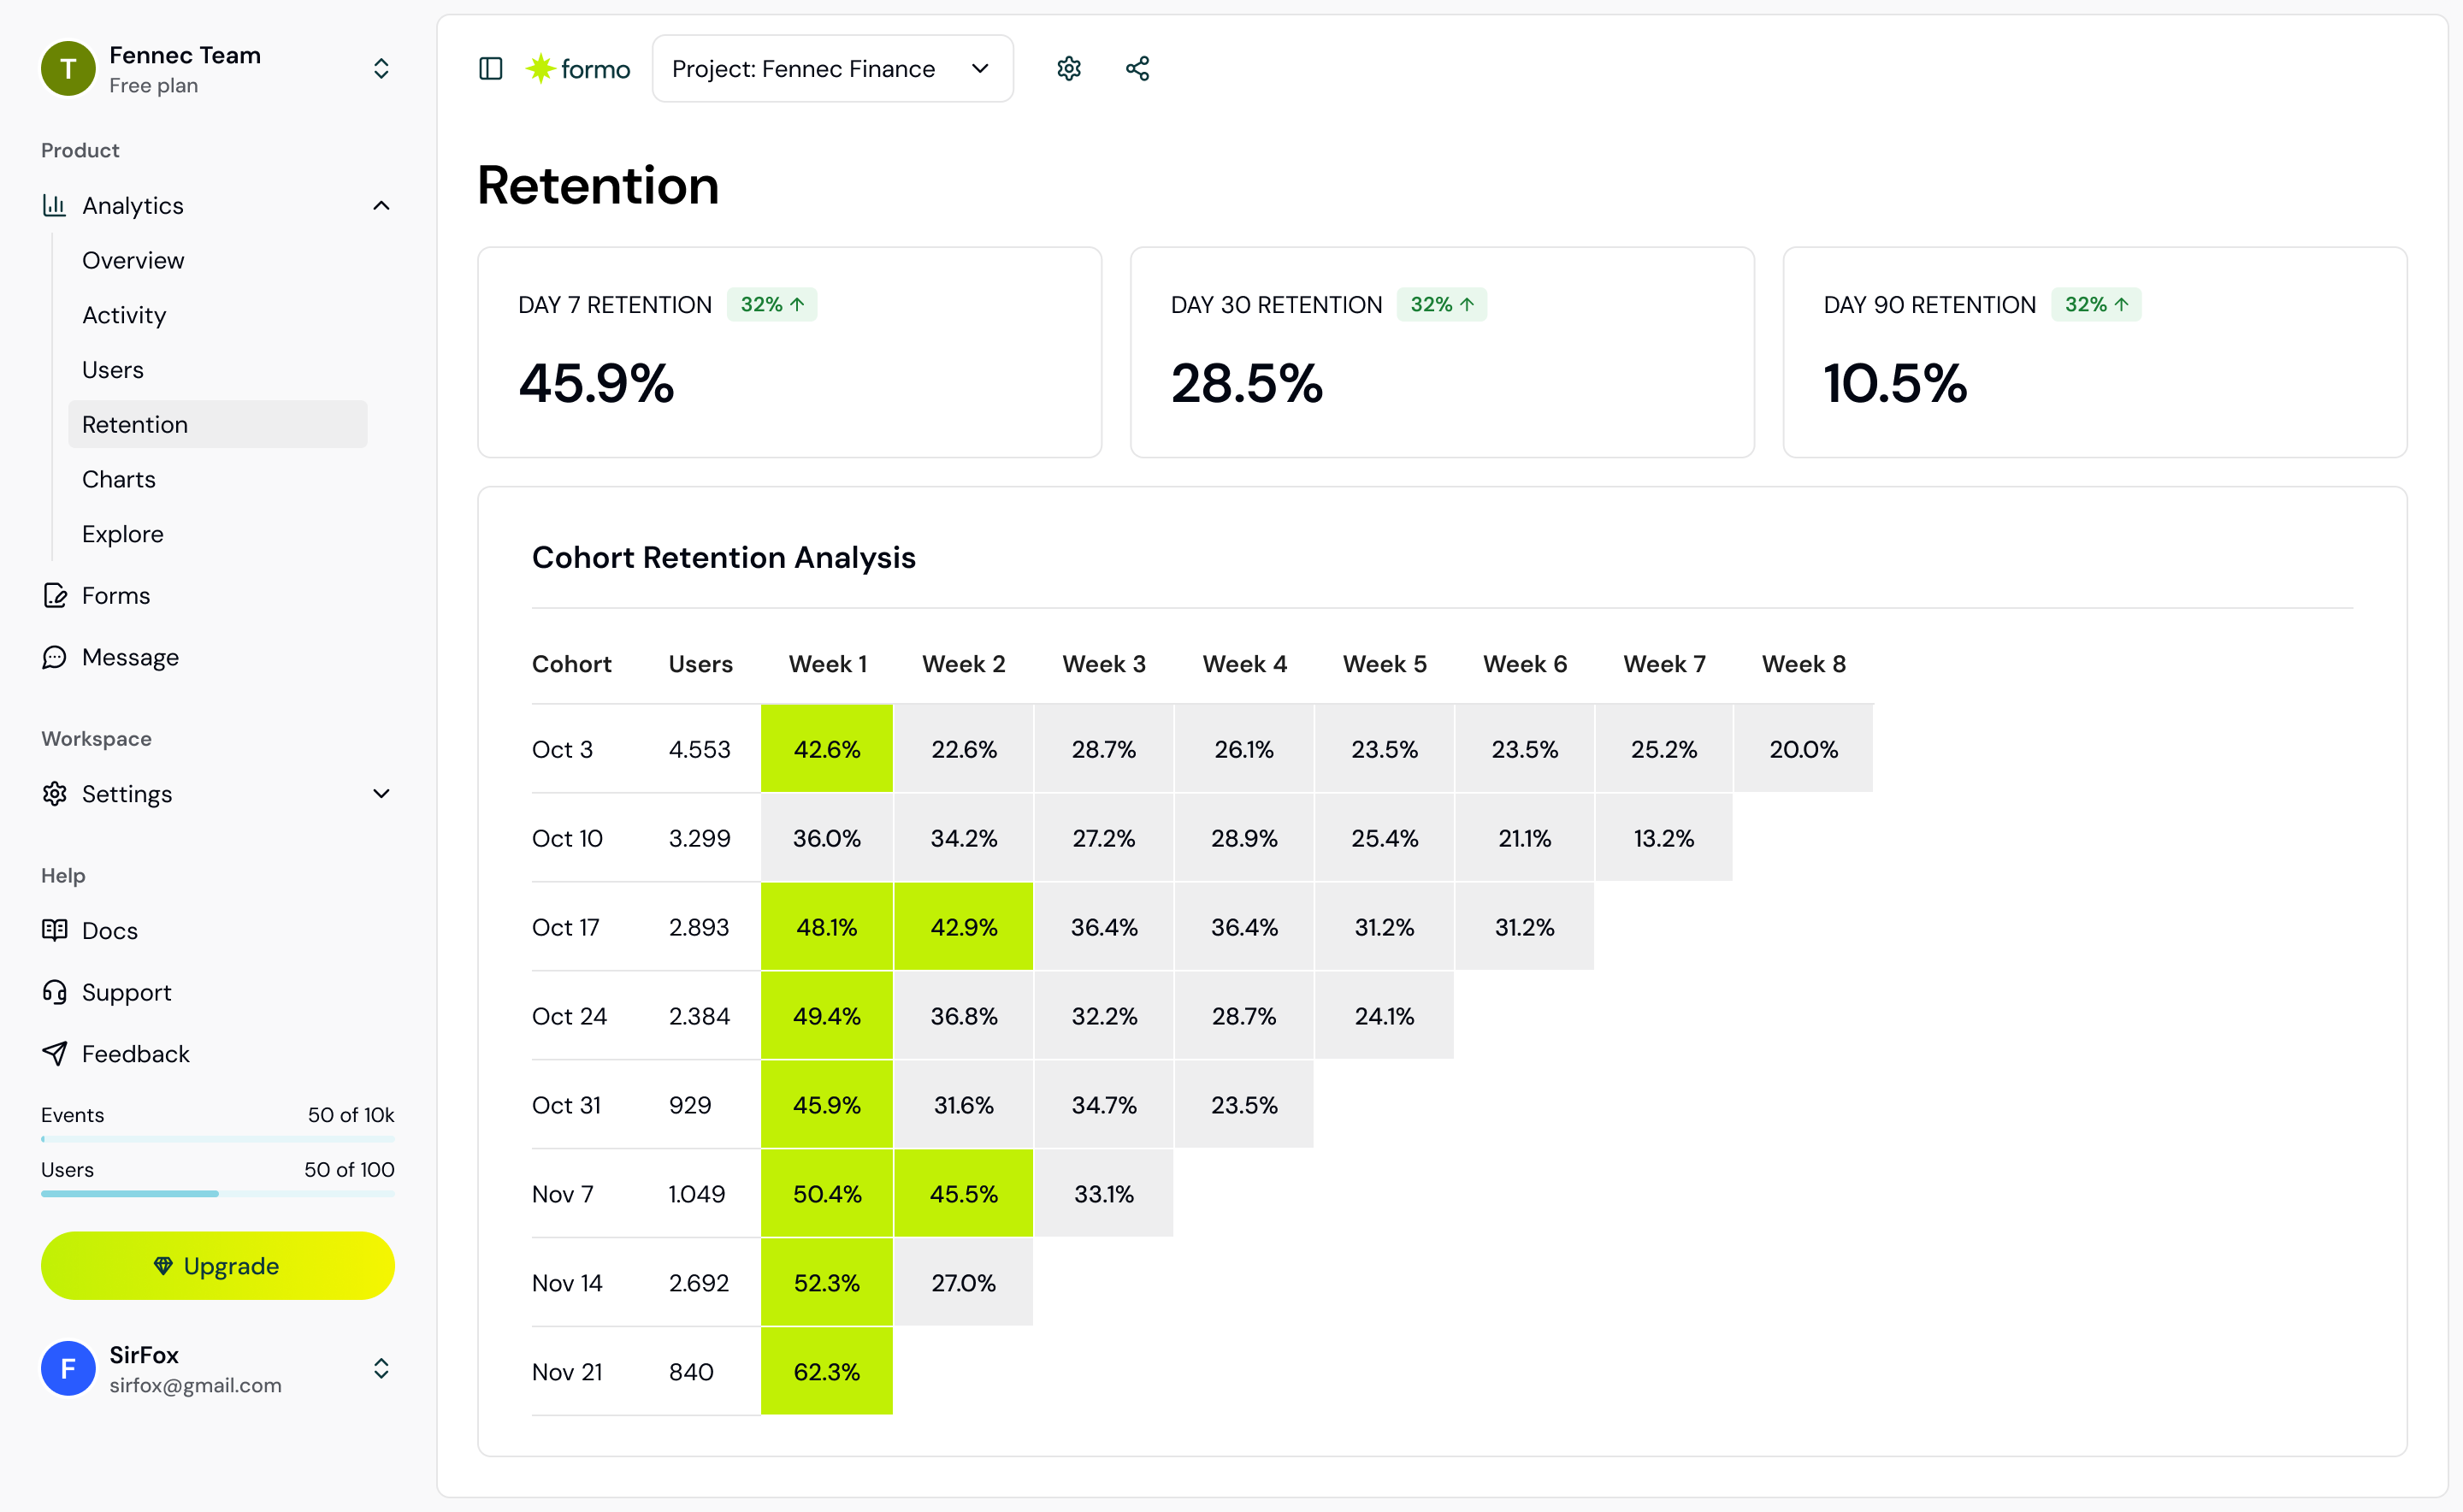 T
Fennec Team
Free plan
Product
Analytics
Overview
Activity
Users
Retention
Charts
Explore
Forms
Message
Workspace
Settings
Help
Docs
Support
Feedback
Events 50 of 10k
Users 50 of 100
Upgrade
F
SirFox
sirfox@gmail.com
formo Project: Fennec Finance
Retention
DAY 7 RETENTION 32% ↑
45.9%
DAY 30 RETENTION 32% ↑
28.5%
DAY 90 RETENTION 32% ↑
10.5%
Cohort Retention Analysis
Cohort Users Week 1 Week 2 Week 3 Week 4 Week 5 Week 6 Week 7 Week 8
Oct 3 4.553 42.6% 22.6% 28.7% 26.1% 23.5% 23.5% 25.2% 20.0%
Oct 10 3.299 36.0% 34.2% 27.2% 28.9% 25.4% 21.1% 13.2%
Oct 17 2.893 48.1% 42.9% 36.4% 36.4% 31.2% 31.2%
Oct 24 2.384 49.4% 36.8% 32.2% 28.7% 24.1%
Oct 31 929 45.9% 31.6% 34.7% 23.5%
Nov 7 1.049 50.4% 45.5% 33.1%
Nov 14 2.692 52.3% 27.0%
Nov 21 840 62.3%